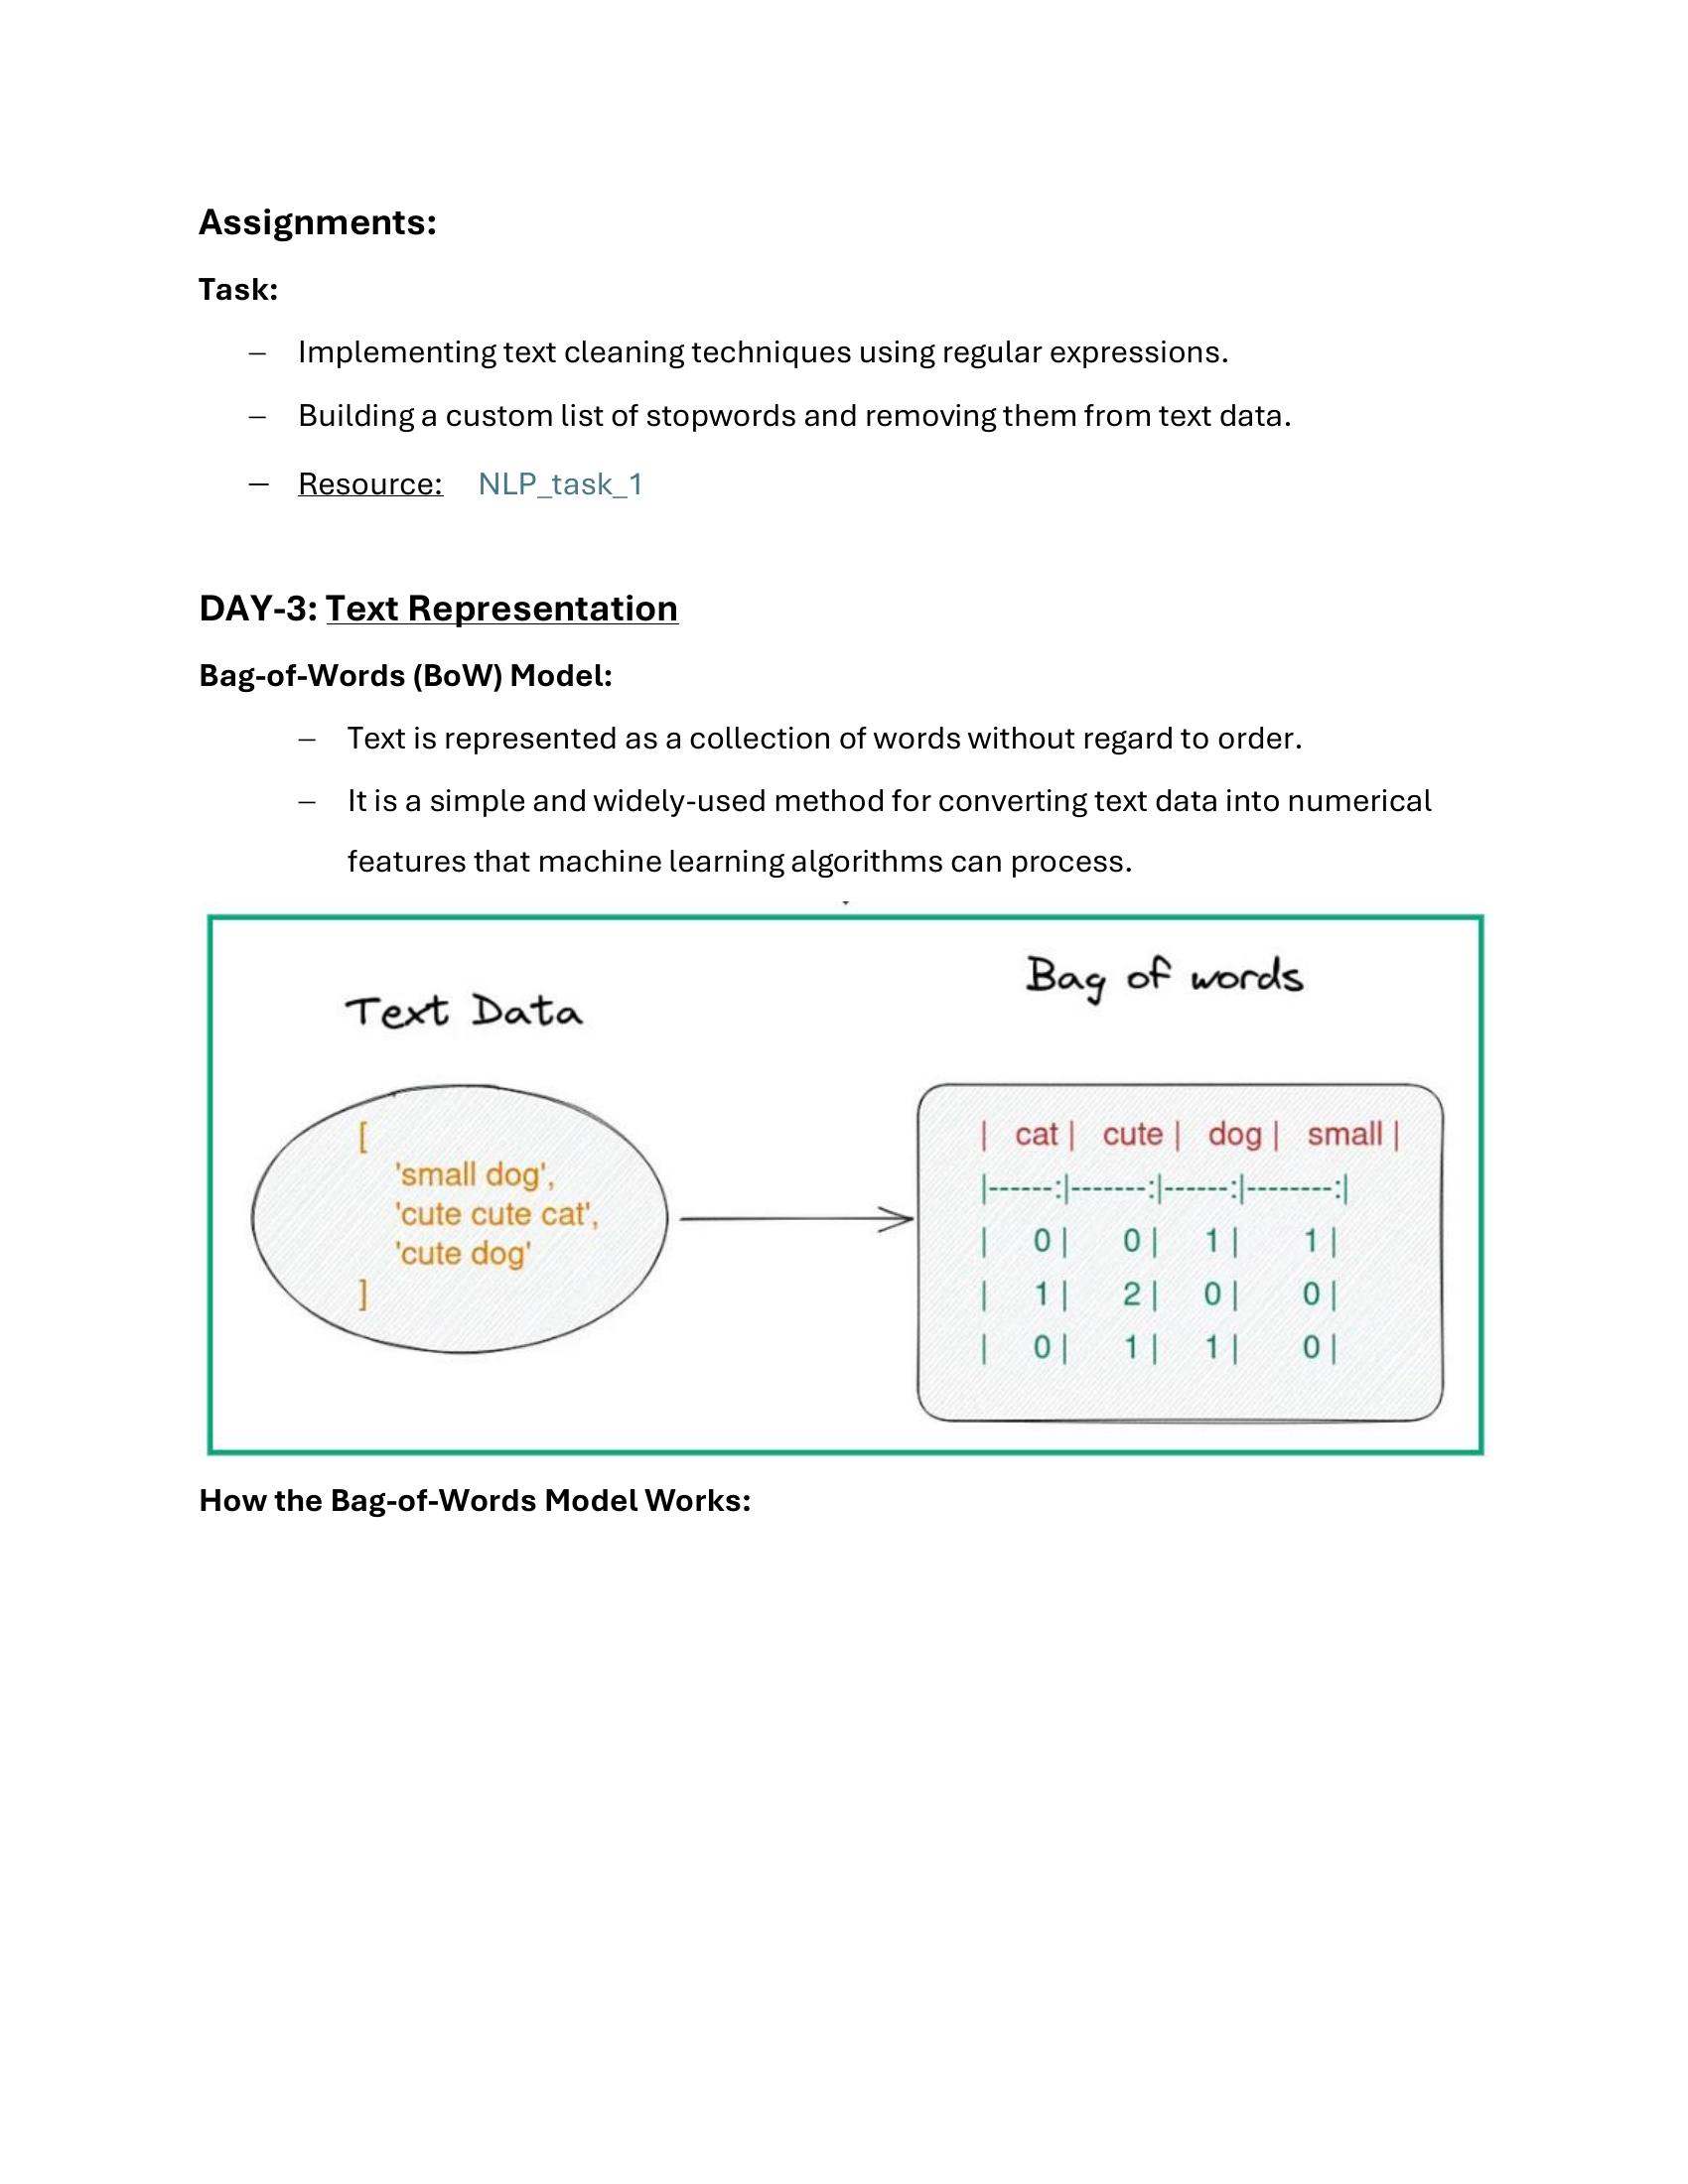 Assignments:
Task:
– Implementing text cleaning techniques using regular expressions.
– Building a custom list of stopwords and removing them from text data.
– Resource: NLP_task_1
DAY-3: Text Representation
Bag-of-Words (BoW) Model:
– Text is represented as a collection of words without regard to order.
– It is a simple and widely-used method for converting text data into numerical
features that machine learning algorithms can process.
Text Data
[
'small dog',
'cute cute cat',
'cute dog'
]
Bag of words
| cat | cute | dog | small |
|------:|-------:|------:|--------:|
| 0 | 0 | 1 | 1 |
| 1 | 2 | 0 | 0 |
| 0 | 1 | 1 | 0 |
How the Bag-of-Words Model Works: